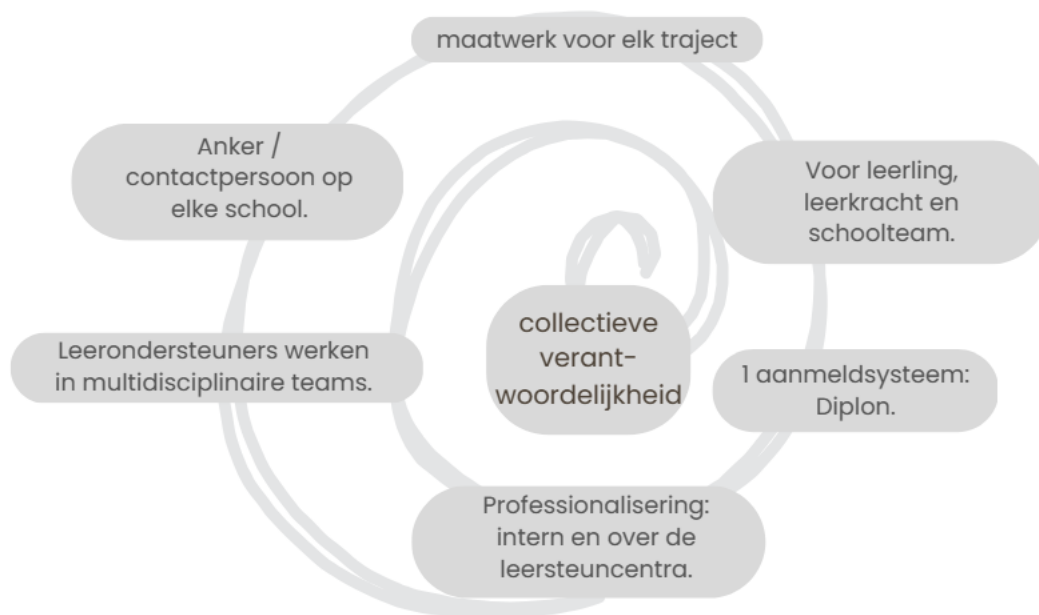 maatwerk voor elk traject
Anker /
contactpersoon op
elke school.
Voor leerling,
leerkracht en
schoolteam.
collectieve
verant-
woordelijkheid
Leerondersteuners werken
in multidisciplinaire teams.
1 aanmeldsysteem:
Diplon.
Professionalisering:
intern en over de
leersteuncentra.